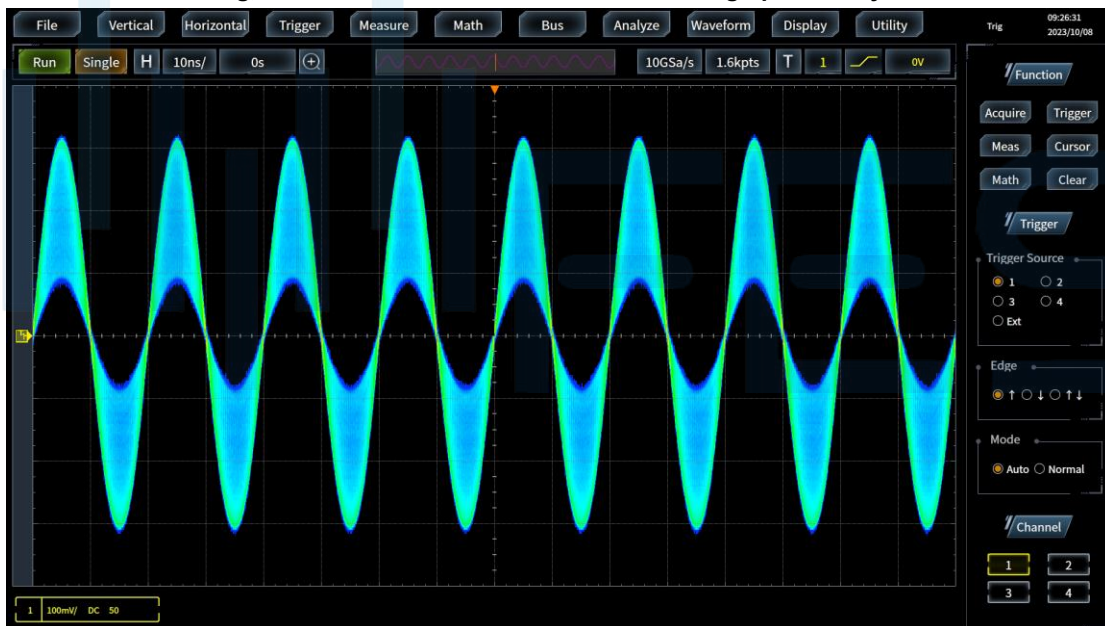 File Vertical Horizontal Trigger Measure Math Bus Analyze Waveform Display Utility Trig 09:26:31
2023/10/08
Run Single H 10ns/ 0s 10GSa/s 1.6kpts T 1 0V
Function
Acquire Trigger
Meas Cursor
Math Clear
Trigger
Trigger Source
1 2
3 4
Ext
Edge
↑ ↓ ↑↓
Mode
Auto Normal
Channel
1 2
3 4
1 100mV/ DC 50